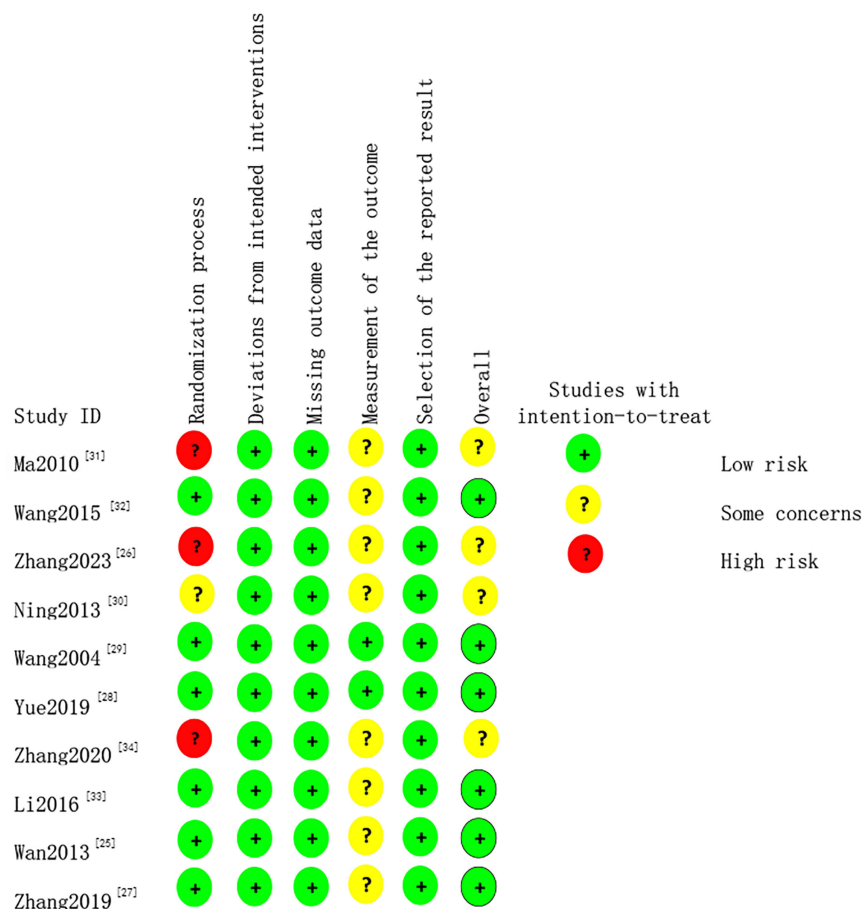 Randomization process
Deviations from intended interventions
Missing outcome data
Measurement of the outcome
Selection of the reported result
Overall
Study ID
Studies with
intention-to-treat
Ma2010 [31] ? + + ? + ? + Low risk
Wang2015 [32] + + + ? + + ? Some concerns
Zhang2023 [26] ? + + ? + ? ? High risk
Ning2013 [30] ? + + ? + ?
Wang2004 [29] + + + + + +
Yue2019 [28] + + + + + +
Zhang2020 [34] ? + + ? + ?
Li2016 [33] + + + ? + +
Wan2013 [25] + + + ? + +
Zhang2019 [27] + + + ? + +